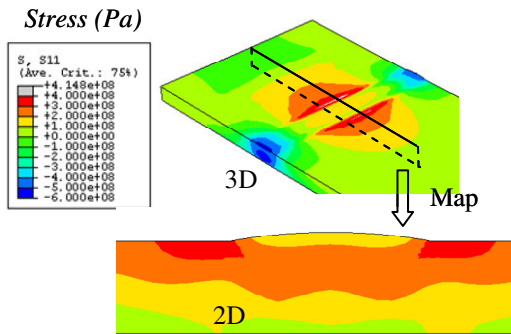 Stress (Pa)
S, S11
(Ave. Crit.: 75%)
+4.148e+08
+4.000e+08
+3.000e+08
+2.000e+08
+1.000e+08
+0.000e+00
-1.000e+08
-2.000e+08
-3.000e+08
-4.000e+08
-5.000e+08
-6.000e+08
3D
Map
2D